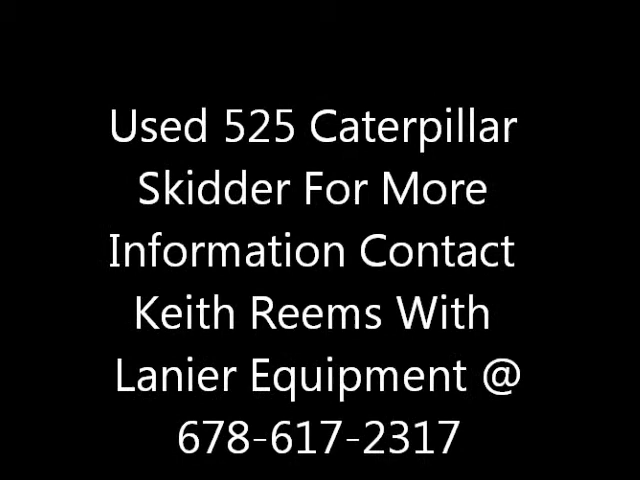 Used 525 Caterpillar
Skidder For More
Information Contact
Keith Reems With
Lanier Equipment @
678-617-2317